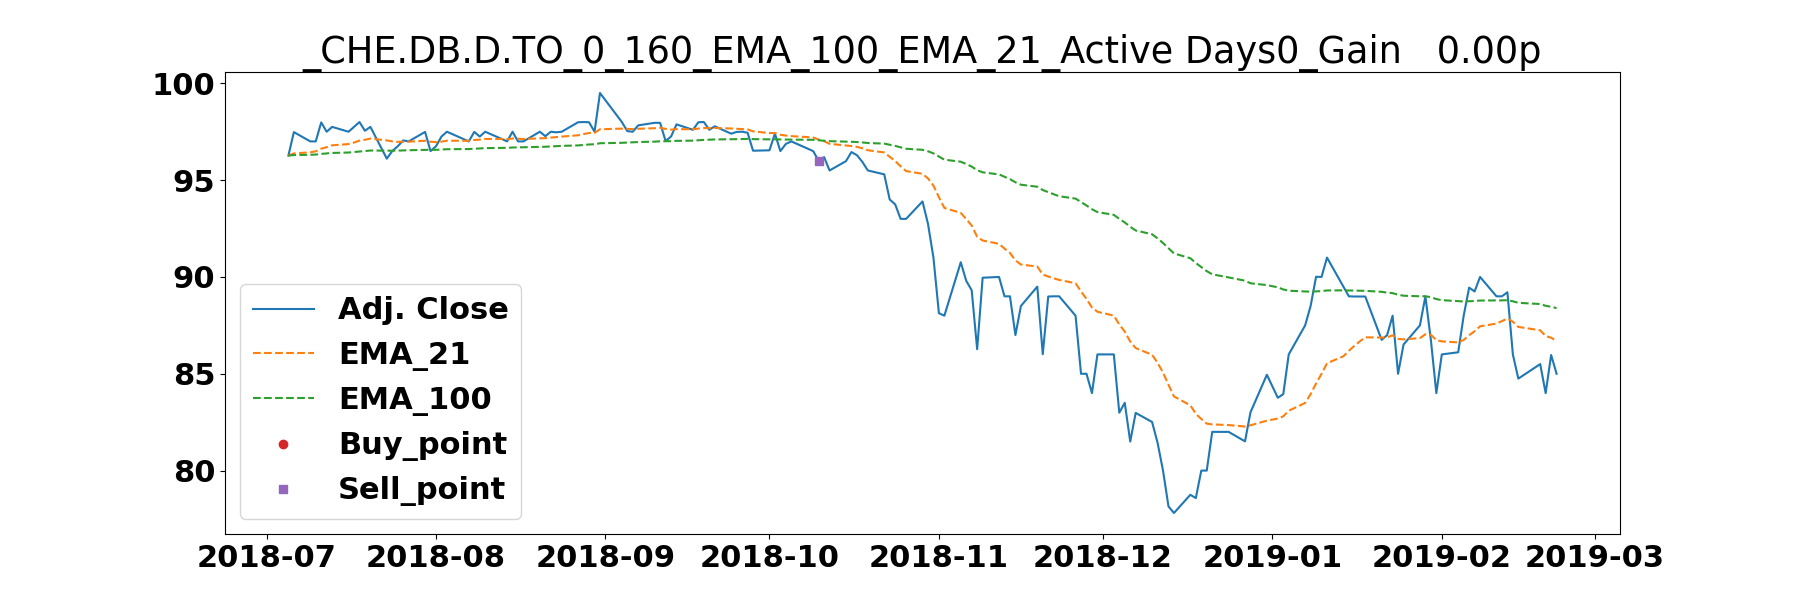 _CHE.DB.D.TO_0_160_EMA_100_EMA_21_Active Days0_Gain   0.00p
100
95
90
85
80
Adj. Close
EMA_21
EMA_100
Buy_point
Sell_point
2018-07 2018-08 2018-09 2018-10 2018-11 2018-12 2019-01 2019-02 2019-03